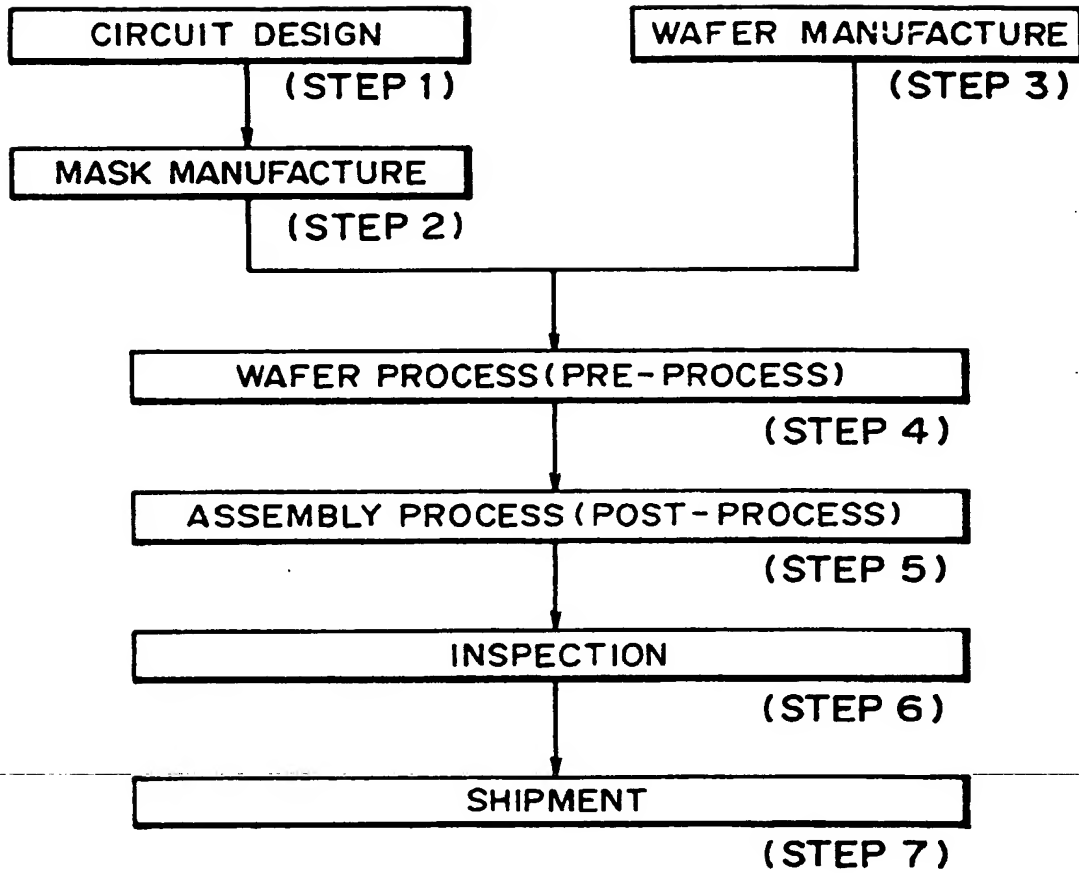 CIRCUIT DESIGN
(STEP 1)
WAFER MANUFACTURE
(STEP 3)
MASK MANUFACTURE
(STEP 2)
WAFER PROCESS (PRE-PROCESS)
(STEP 4)
ASSEMBLY PROCESS (POST-PROCESS)
(STEP 5)
INSPECTION
(STEP 6)
SHIPMENT
(STEP 7)